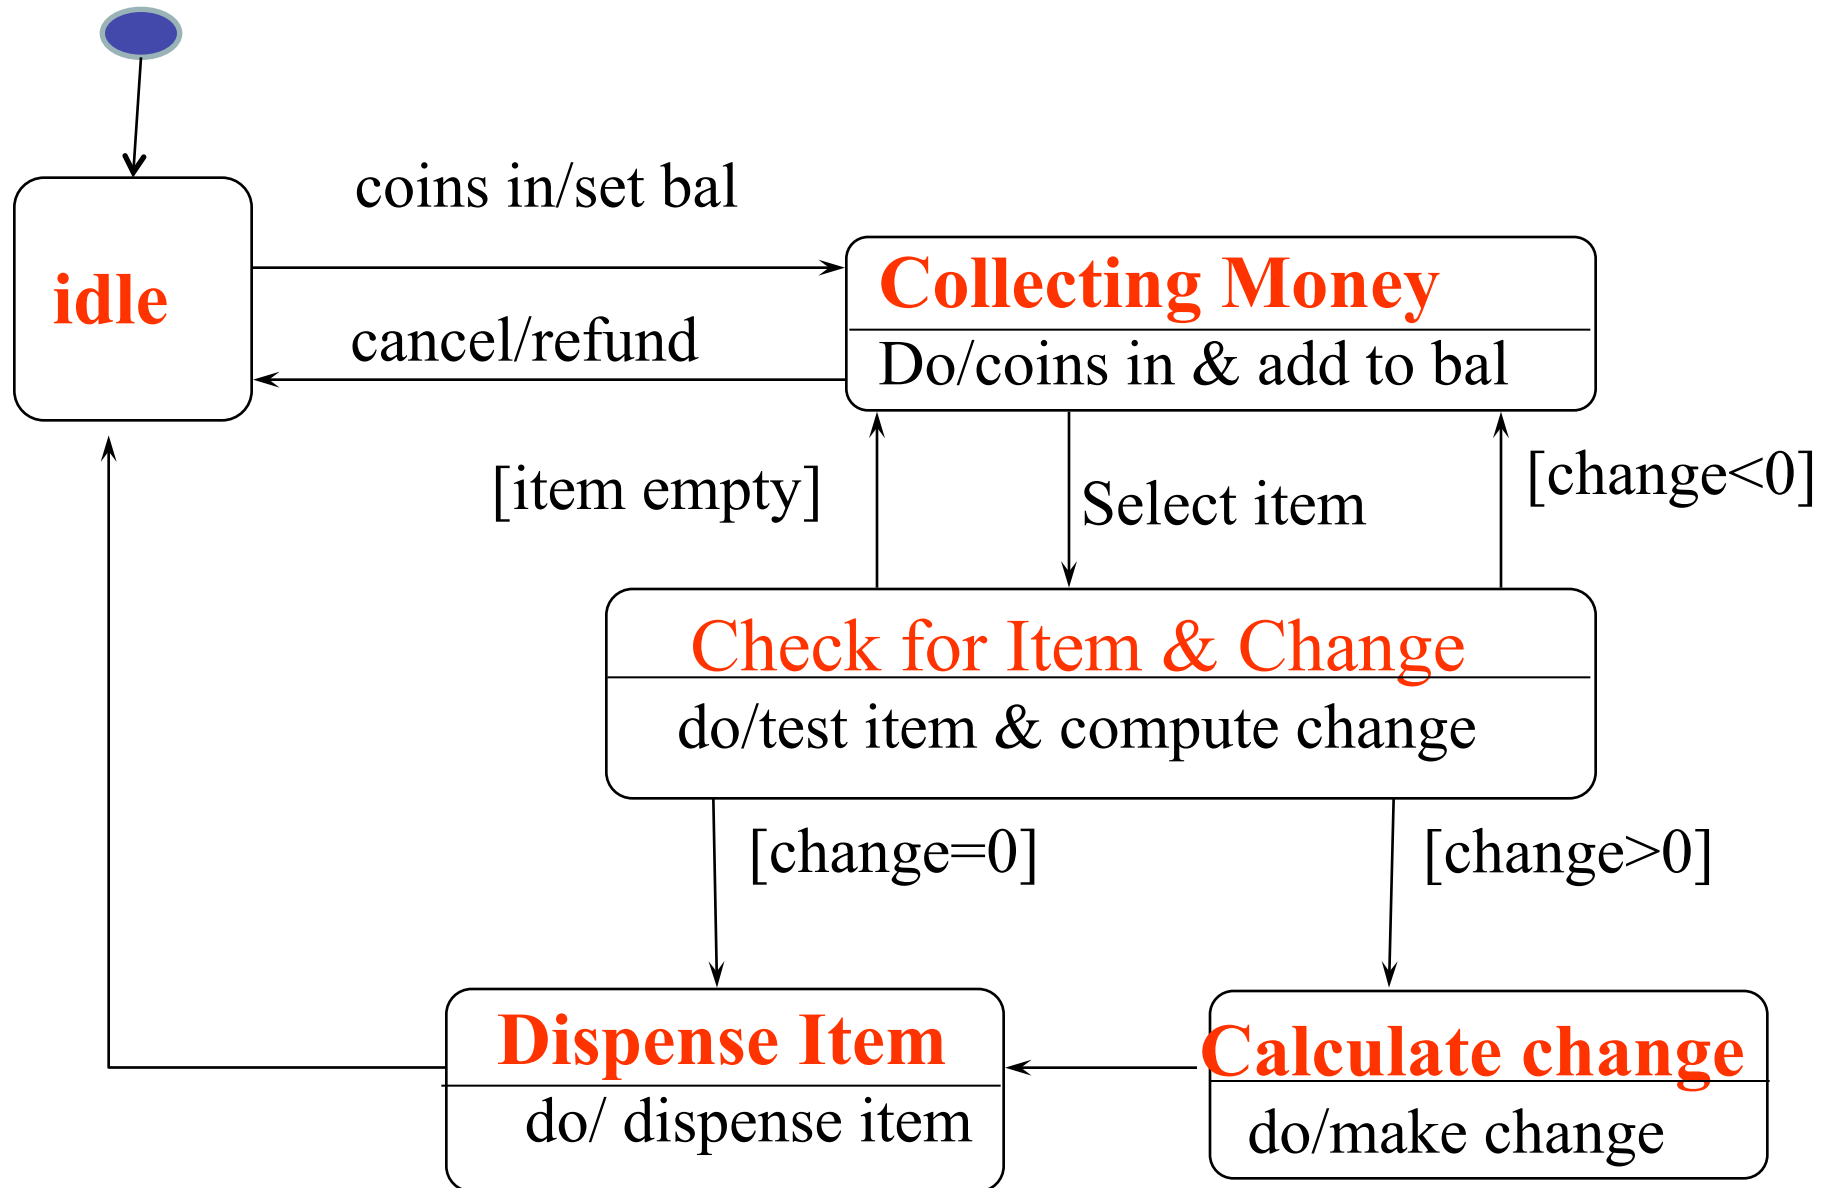 coins in/set bal
idle
cancel/refund
Collecting Money
Do/coins in & add to bal
[item empty]
Select item
[change<0]
Check for Item & Change
do/test item & compute change
[change=0]
[change>0]
Dispense Item
do/ dispense item
Calculate change
do/make change